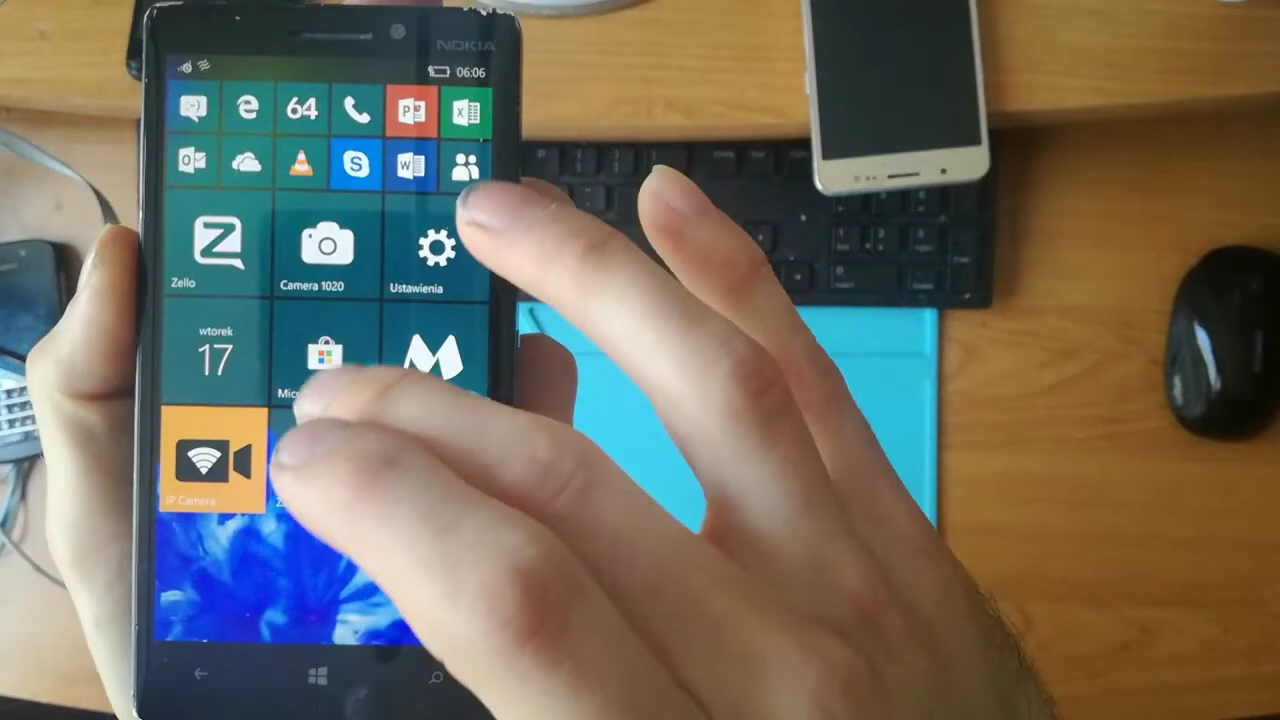 NOKIA
06:06
64
Zello
Camera 1020
Ustawienia
wtorek
17
IP Camera